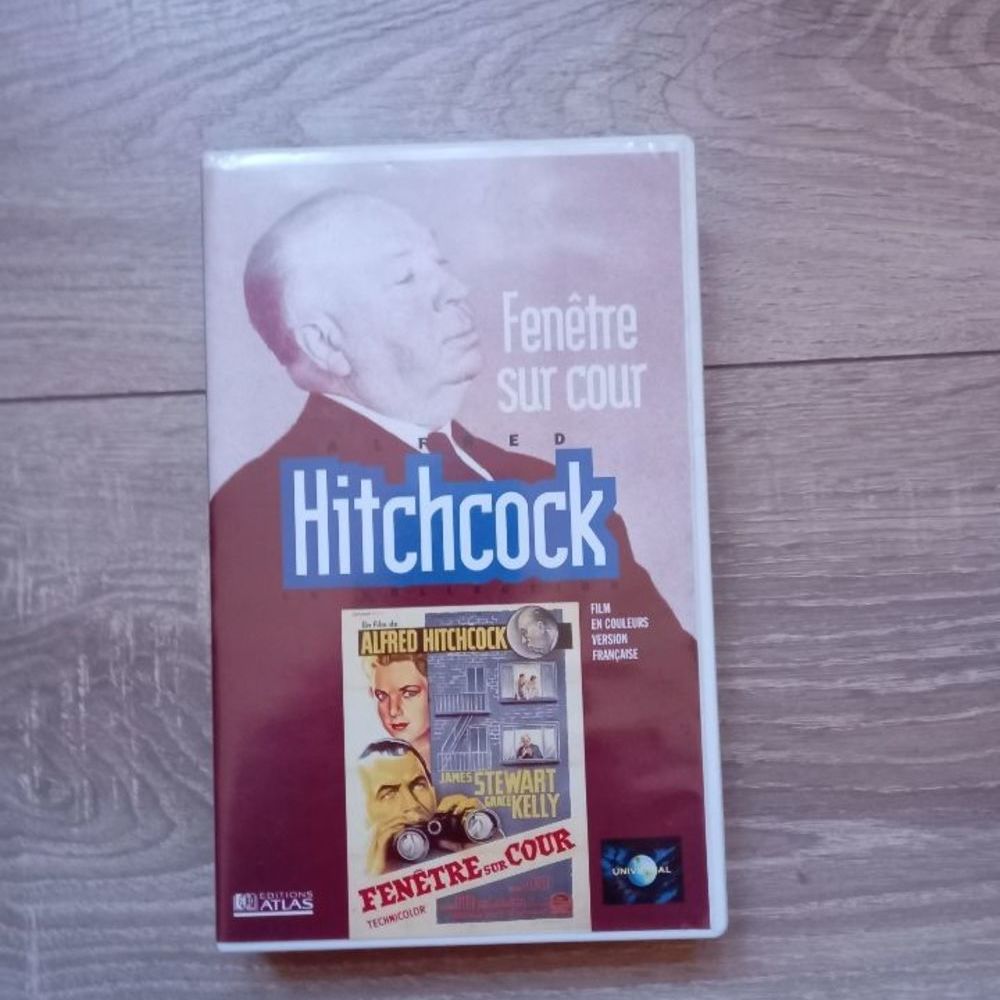 Fenêtre
sur cour
ALFRED
Hitchcock
FILM
EN COULEURS
VERSION
FRANÇAISE
Un Film de
ALFRED HITCHCOCK
JAMES STEWART
GRACE KELLY
FENÊTRE SUR COUR
TECHNICOLOR
EDITIONS
ATLAS
UNIVERSAL